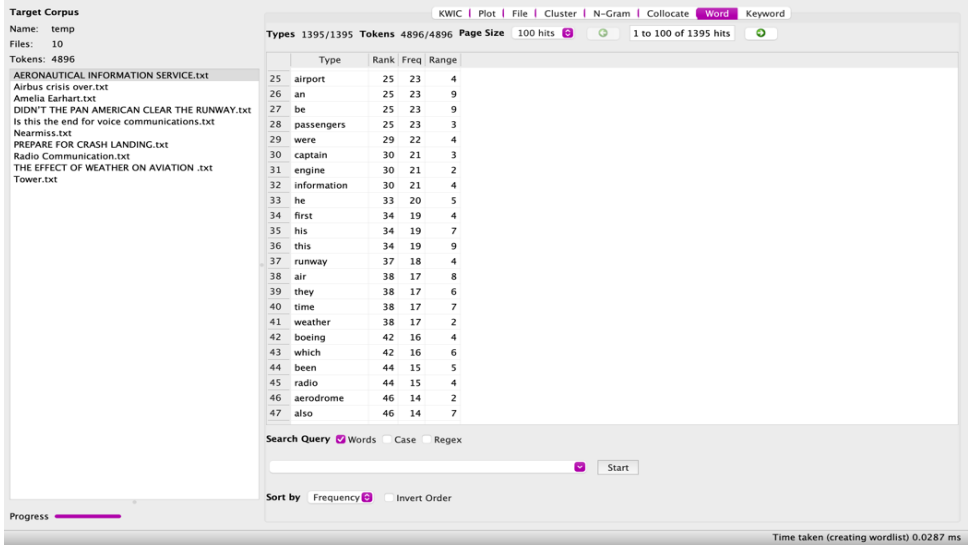 Target Corpus
Name: temp
Files: 10
Tokens: 4896
AERONAUTICAL INFORMATION SERVICE.txt
Airbus crisis over.txt
Amelia Earhart.txt
DIDN'T THE PAN AMERICAN CLEAR THE RUNWAY.txt
Is this the end for voice communications.txt
Nearmiss.txt
PREPARE FOR CRASH LANDING.txt
Radio Communication.txt
THE EFFECT OF WEATHER ON AVIATION .txt
Tower.txt
Progress
KWIC Plot File Cluster N-Gram Collocate Word Keyword
Types 1395/1395 Tokens 4896/4896 Page Size 100 hits 1 to 100 of 1395 hits
Type Rank Freq Range
25 airport 25 23 4
26 an 25 23 9
27 be 25 23 9
28 passengers 25 23 3
29 were 29 22 4
30 captain 30 21 3
31 engine 30 21 2
32 information 30 21 4
33 he 33 20 5
34 first 34 19 4
35 his 34 19 7
36 this 34 19 9
37 runway 37 18 4
38 air 38 17 8
39 they 38 17 6
40 time 38 17 7
41 weather 38 17 2
42 boeing 42 16 4
43 which 42 16 6
44 been 44 15 5
45 radio 44 15 4
46 aerodrome 46 14 2
47 also 46 14 7
Search Query Words Case Regex
Start
Sort by Frequency Invert Order
Time taken (creating wordlist) 0.0287 ms